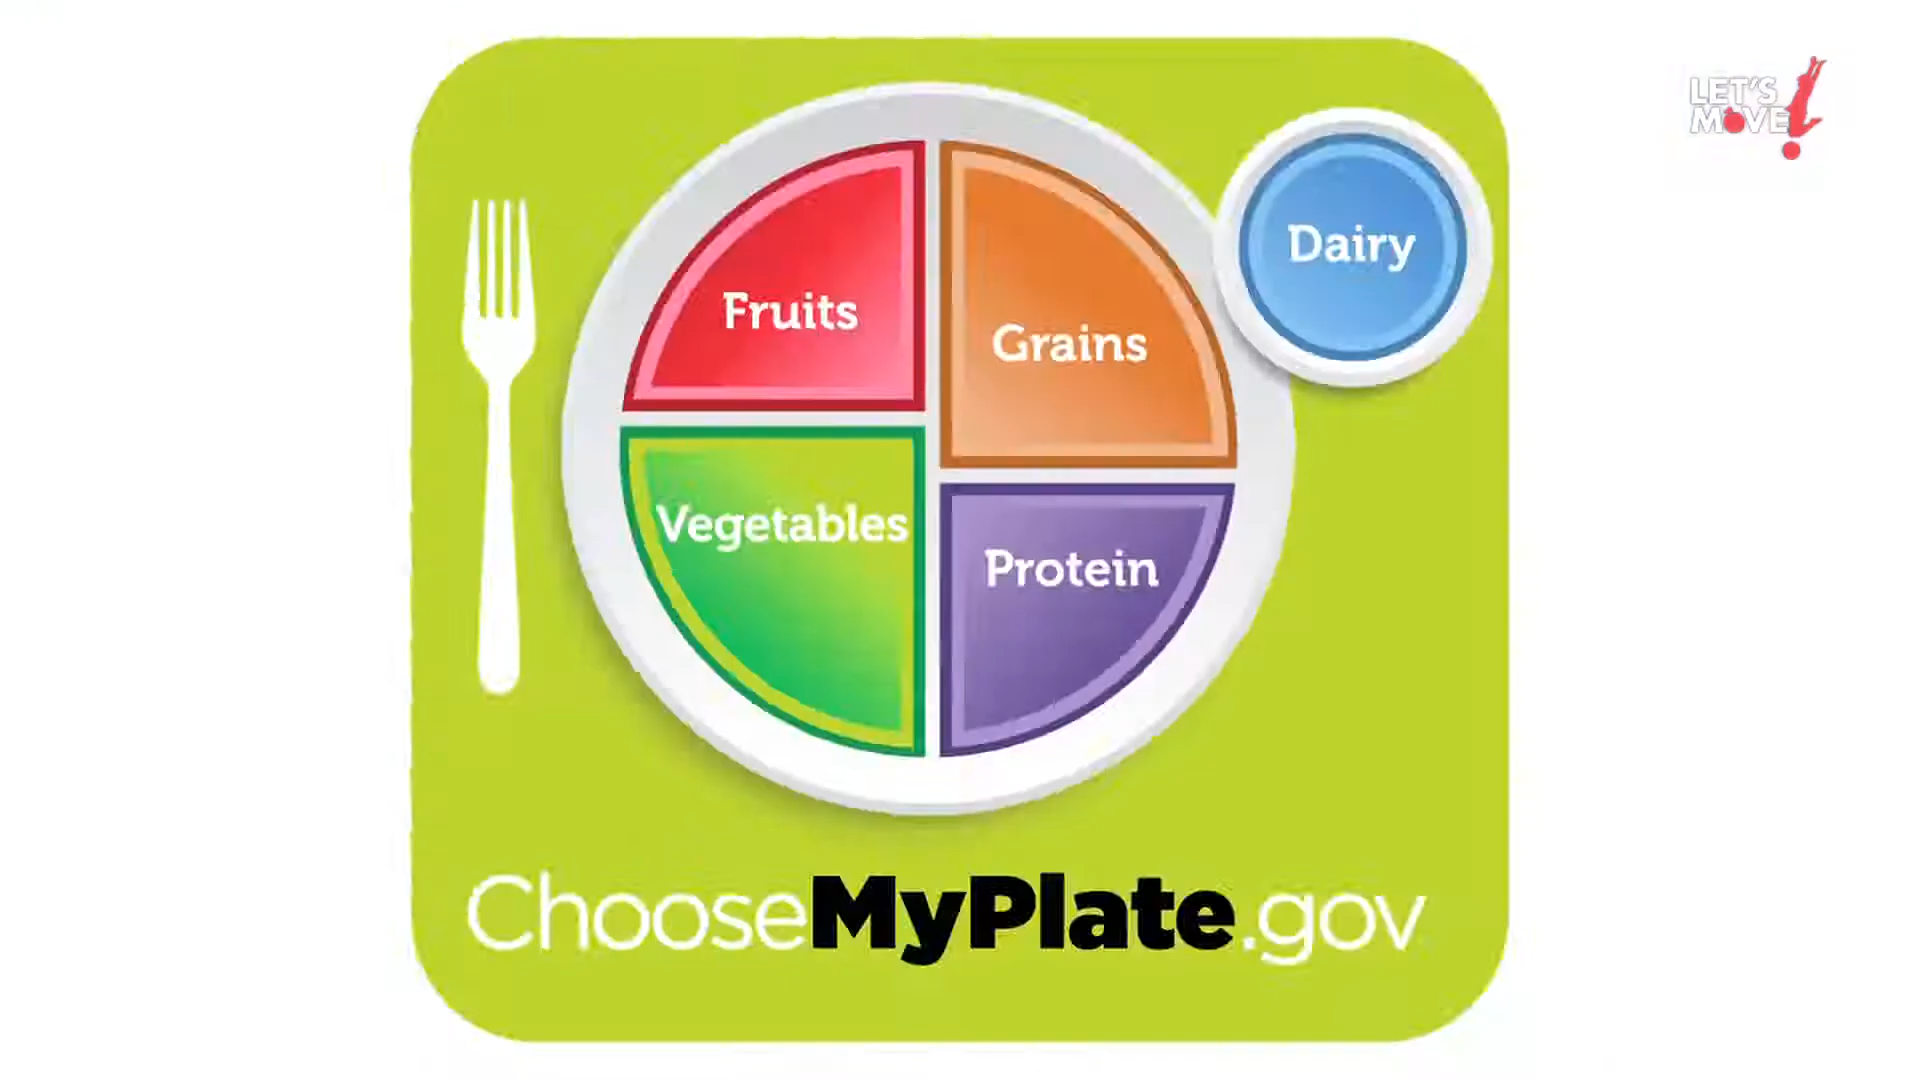 LET'S
MOVE!
Dairy
Fruits
Grains
Vegetables
Protein
ChooseMyPlate.gov